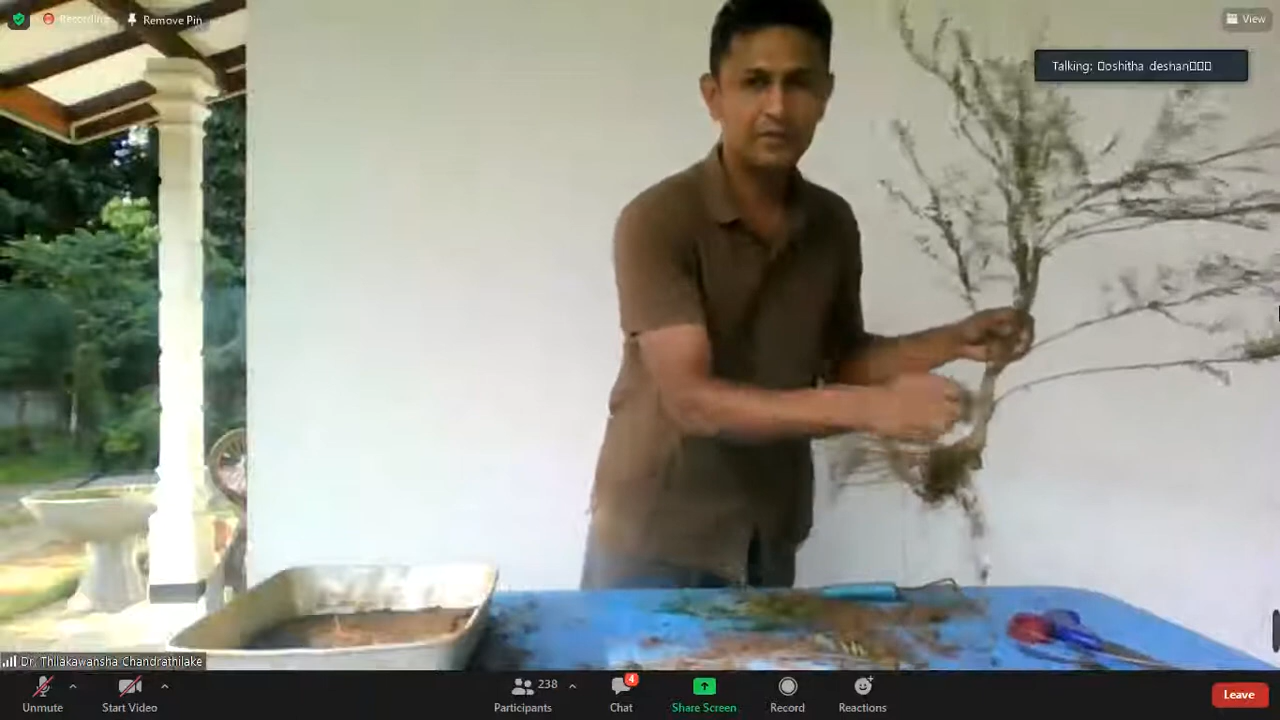 Recording
Remove Pin
View
Talking: □oshitha deshan□□□
Dr. Thilakawansha Chandrathilake
Unmute
Start Video
238
Participants
4
Chat
Share Screen
Record
Reactions
Leave